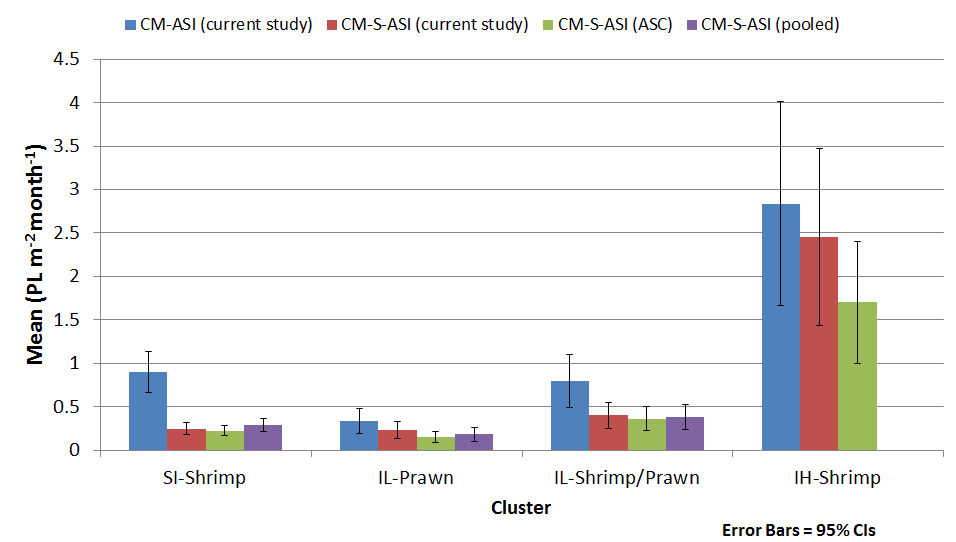 CM-ASI (current study) CM-S-ASI (current study) CM-S-ASI (ASC) CM-S-ASI (pooled)
4.5
4
3.5
3
2.5
2
1.5
1
0.5
0
Mean (PL m⁻² month⁻¹)
SI-Shrimp IL-Prawn IL-Shrimp/Prawn IH-Shrimp
Cluster
Error Bars = 95% CIs